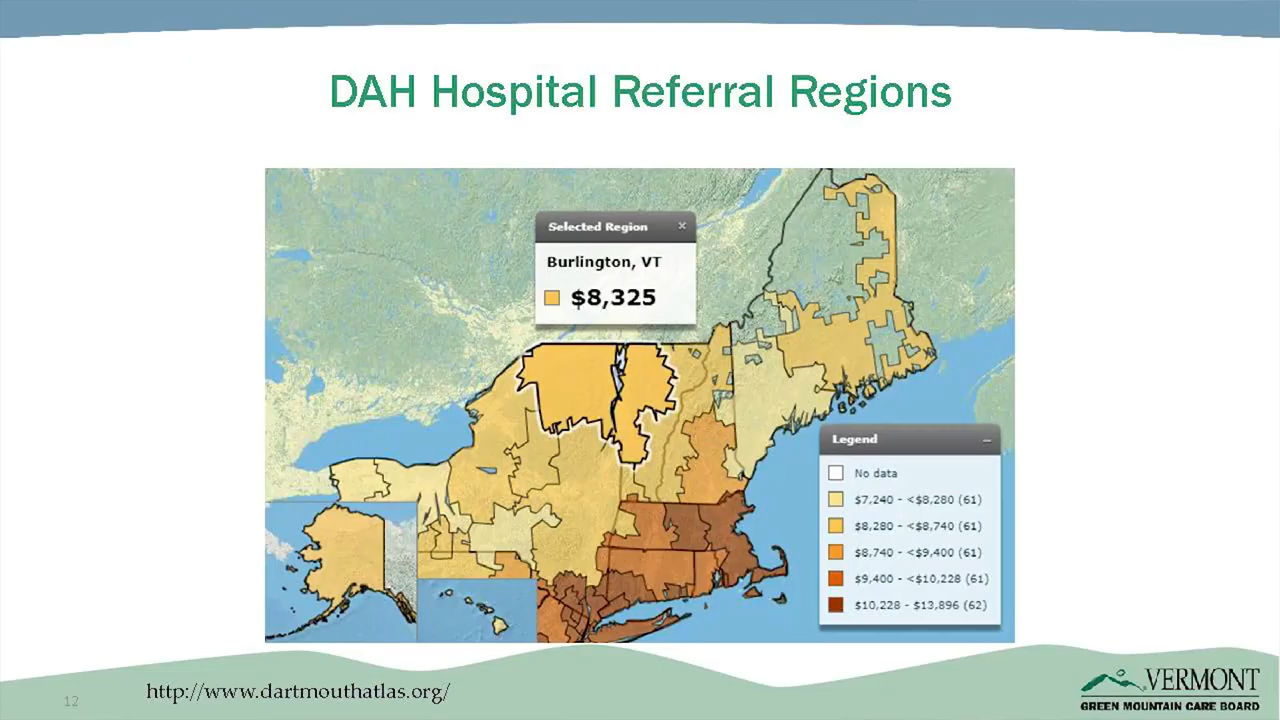 DAH Hospital Referral Regions
Selected Region ×
Burlington, VT
$8,325
Legend –
No data
$7,240 - <$8,280 (61)
$8,280 - <$8,740 (61)
$8,740 - <$9,400 (61)
$9,400 - <$10,228 (61)
$10,228 - $13,896 (62)
12
http://www.dartmouthatlas.org/
VERMONT
GREEN MOUNTAIN CARE BOARD